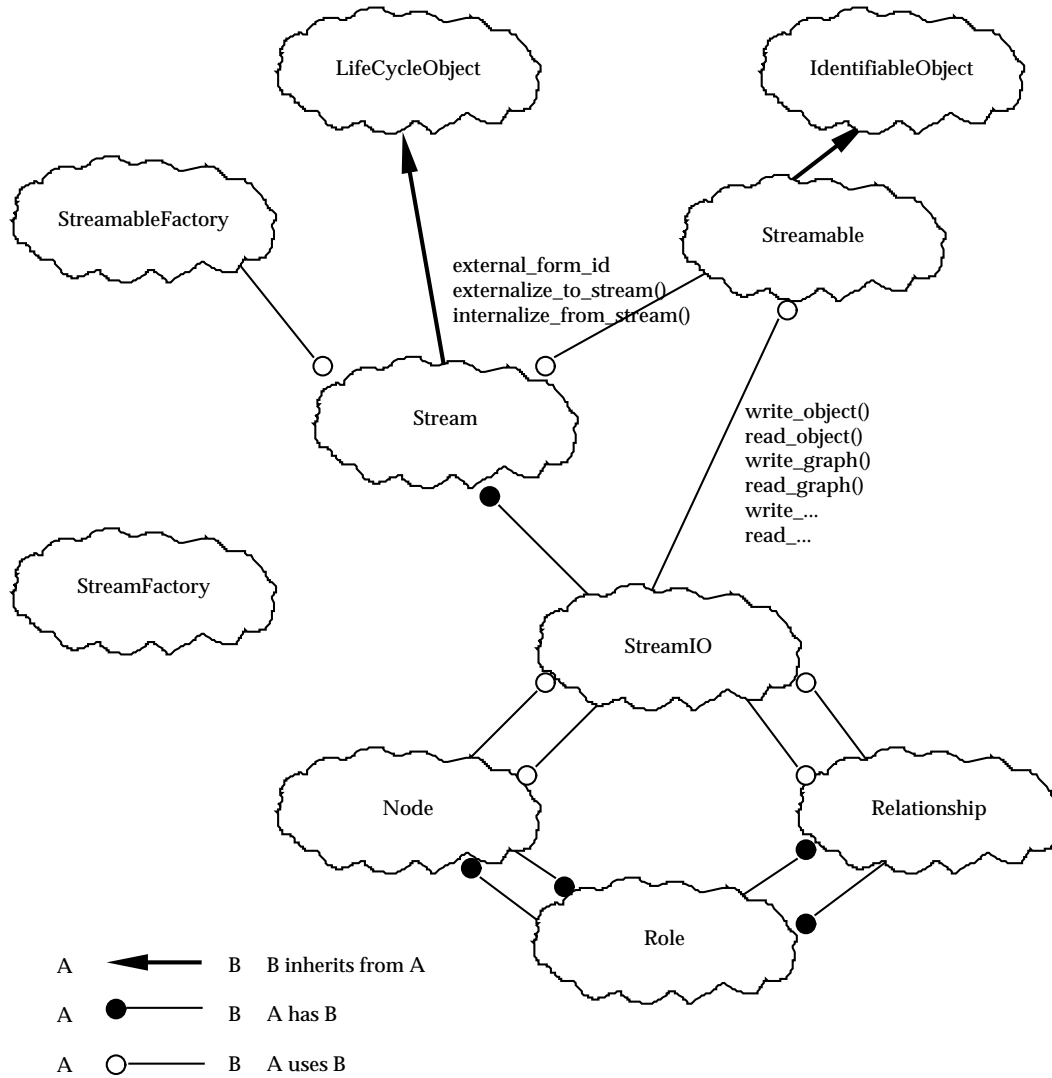 LifeCycleObject
IdentifiableObject
StreamableFactory
Streamable
external_form_id
externalize_to_stream()
internalize_from_stream()
Stream
write_object()
read_object()
write_graph()
read_graph()
write_...
read_...
StreamFactory
StreamIO
Node
Relationship
Role
A B B inherits from A
A B A has B
A B A uses B